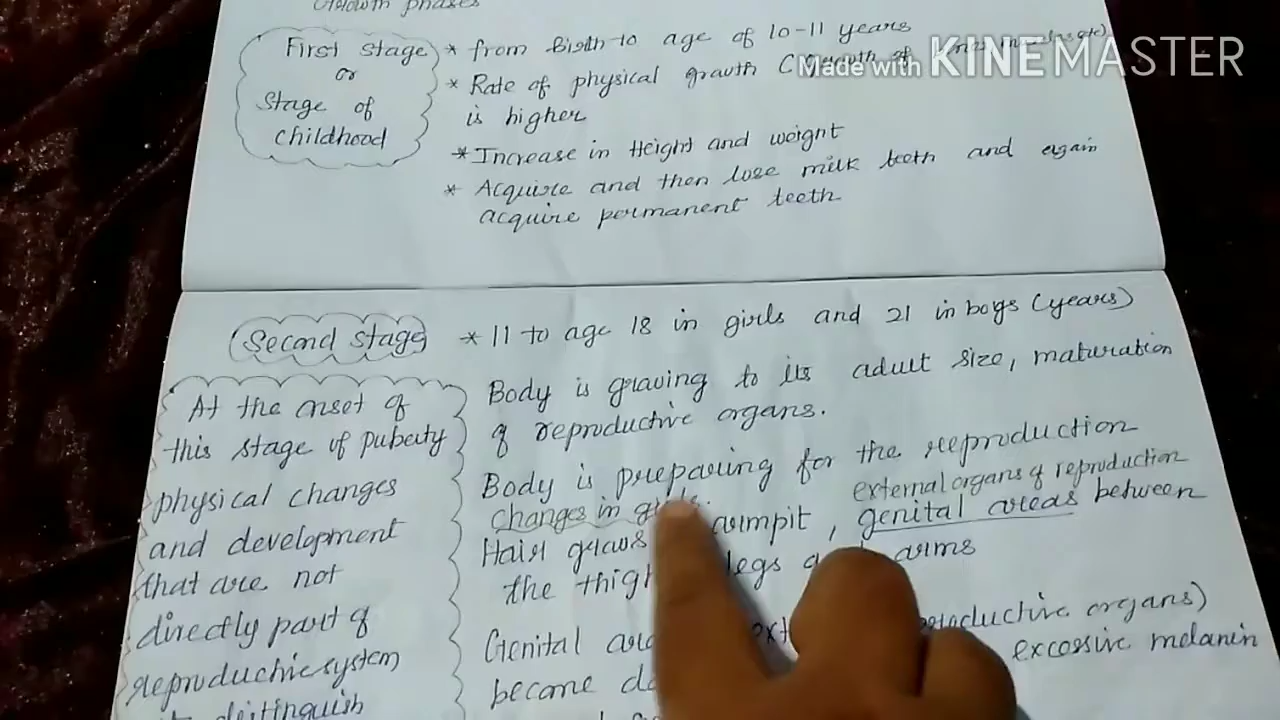 Growth phases
First stage
or
Stage of
childhood
* from birth to age of 10-11 years
* Rate of physical growth (Growth of
is higher
* Increase in Height and weight
* Acquire and then lose milk teeth and again
acquire permanent teeth
Made with KINEMASTER
Second stage
* 11 to age 18 in girls and 21 in boys (years)
At the onset of
this stage of puberty
physical changes
and development
that are not
directly part of
reproductive system
distinguish
Body is growing to its adult size, maturation
of reproductive organs.
Body is preparing for the reproduction
external organs of reproduction
Changes in
Hair grows armpit, genital areas between
the legs arms
Genital organs)
become excessive melanin